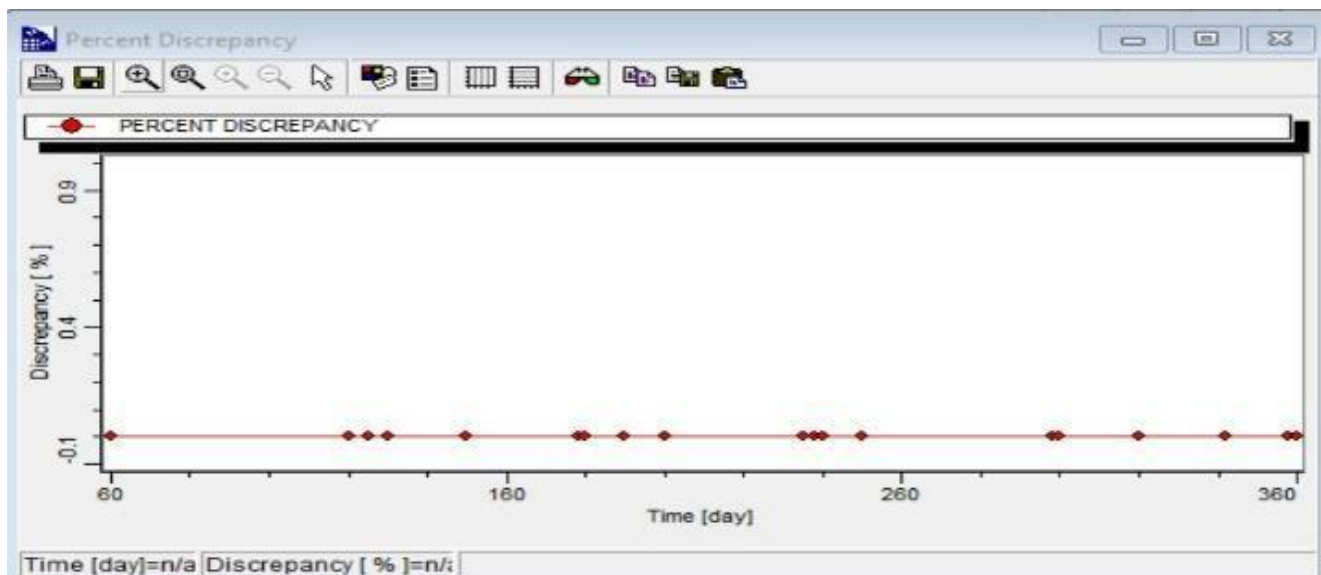 Percent Discrepancy
PERCENT DISCREPANCY
0.9
0.4
-0.1
Discrepancy [ % ]
60 160 260 360
Time [day]
Time [day]=n/a Discrepancy [ % ]=n/a